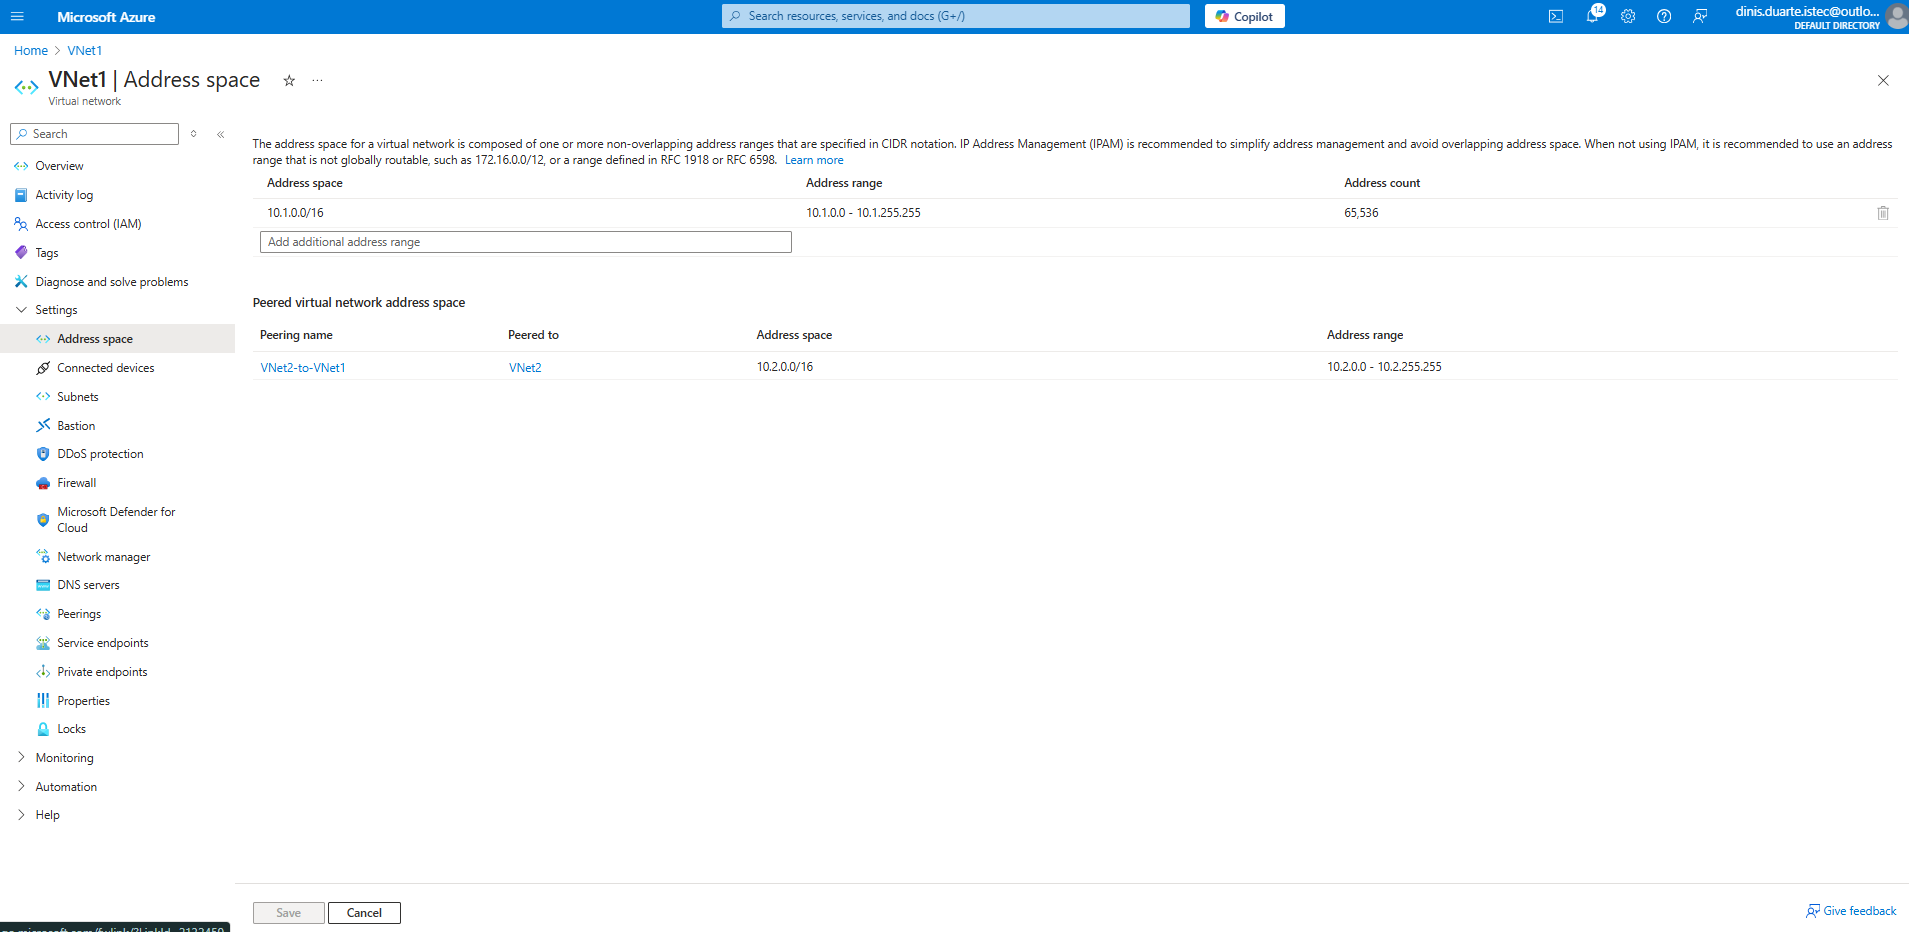 Microsoft Azure
Search resources, services, and docs (G+/)
Copilot
14
dinis.duarte.istec@outlo...
DEFAULT DIRECTORY
Home > VNet1
VNet1 | Address space
Virtual network
Search
Overview
Activity log
Access control (IAM)
Tags
Diagnose and solve problems
Settings
Address space
Connected devices
Subnets
Bastion
DDoS protection
Firewall
Microsoft Defender for
Cloud
Network manager
DNS servers
Peerings
Service endpoints
Private endpoints
Properties
Locks
Monitoring
Automation
Help
The address space for a virtual network is composed of one or more non-overlapping address ranges that are specified in CIDR notation. IP Address Management (IPAM) is recommended to simplify address management and avoid overlapping address space. When not using IPAM, it is recommended to use an address
range that is not globally routable, such as 172.16.0.0/12, or a range defined in RFC 1918 or RFC 6598. Learn more
Address space Address range Address count
10.1.0.0/16 10.1.0.0 - 10.1.255.255 65,536
Add additional address range
Peered virtual network address space
Peering name Peered to Address space Address range
VNet2-to-VNet1 VNet2 10.2.0.0/16 10.2.0.0 - 10.2.255.255
Save Cancel
Give feedback